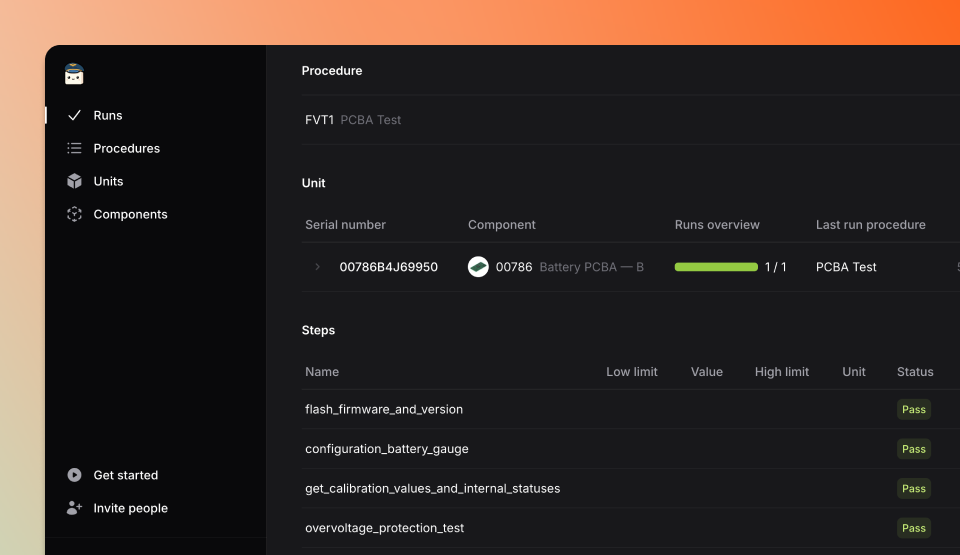 Runs
Procedures
Units
Components
Get started
Invite people
Procedure
FVT1 PCBA Test
Unit
Serial number Component Runs overview Last run procedure
00786B4J69950 00786 Battery PCBA — B 1 / 1 PCBA Test
Steps
Name Low limit Value High limit Unit Status
flash_firmware_and_version Pass
configuration_battery_gauge Pass
get_calibration_values_and_internal_statuses Pass
overvoltage_protection_test Pass